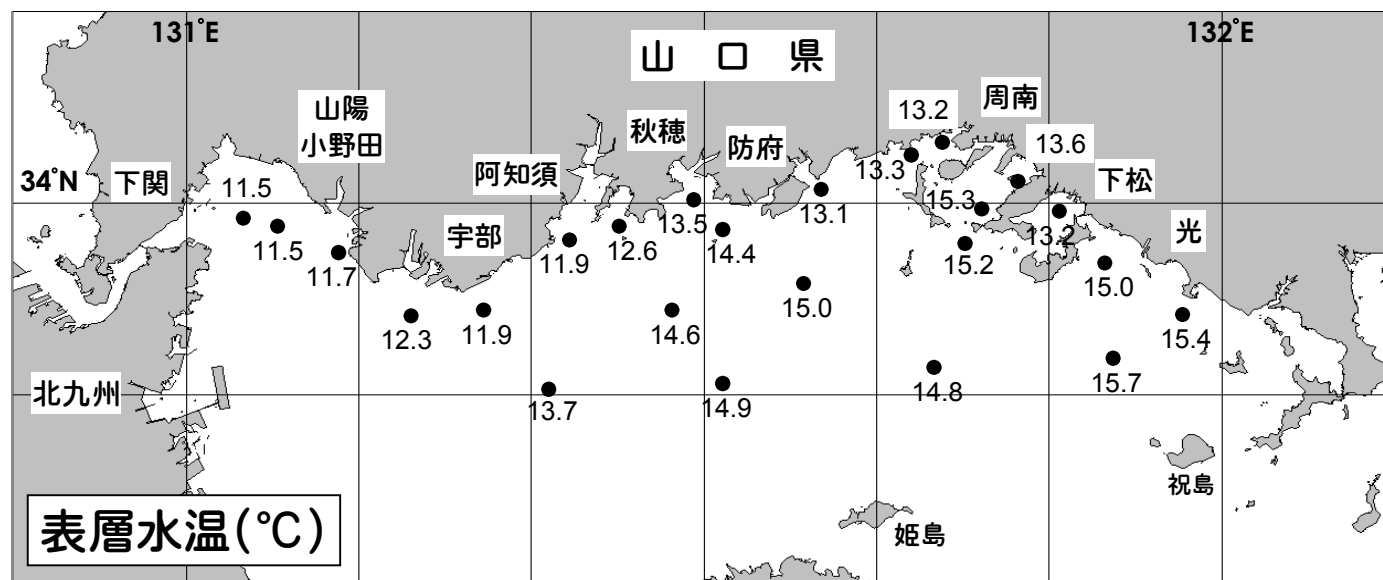 131°E
132°E
山口県
山陽
小野田
秋穂
防府
13.2
周南
13.6
34°N
下関
阿知須
下松
11.5
11.5
11.7
宇部
11.9
12.6
13.5
14.4
13.1
13.3
15.3
15.2
13.2
光
15.0
15.4
12.3
11.9
14.6
15.0
北九州
13.7
14.9
14.8
15.7
祝島
姫島
表層水温(℃)